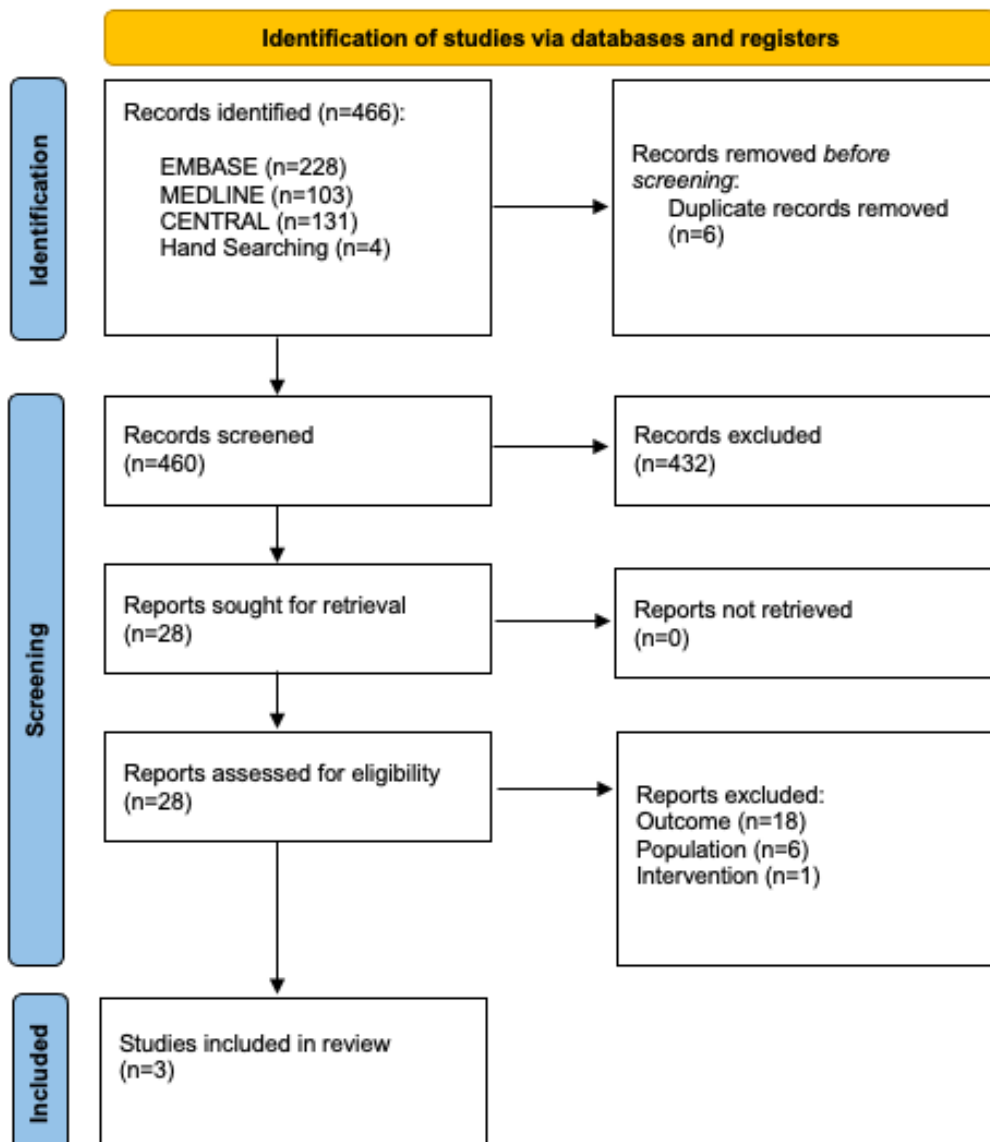 Identification of studies via databases and registers
Identification
Records identified (n=466):
EMBASE (n=228)
MEDLINE (n=103)
CENTRAL (n=131)
Hand Searching (n=4)
Records removed before
screening:
Duplicate records removed
(n=6)
Screening
Records screened
(n=460)
Records excluded
(n=432)
Reports sought for retrieval
(n=28)
Reports not retrieved
(n=0)
Reports assessed for eligibility
(n=28)
Reports excluded:
Outcome (n=18)
Population (n=6)
Intervention (n=1)
Included
Studies included in review
(n=3)